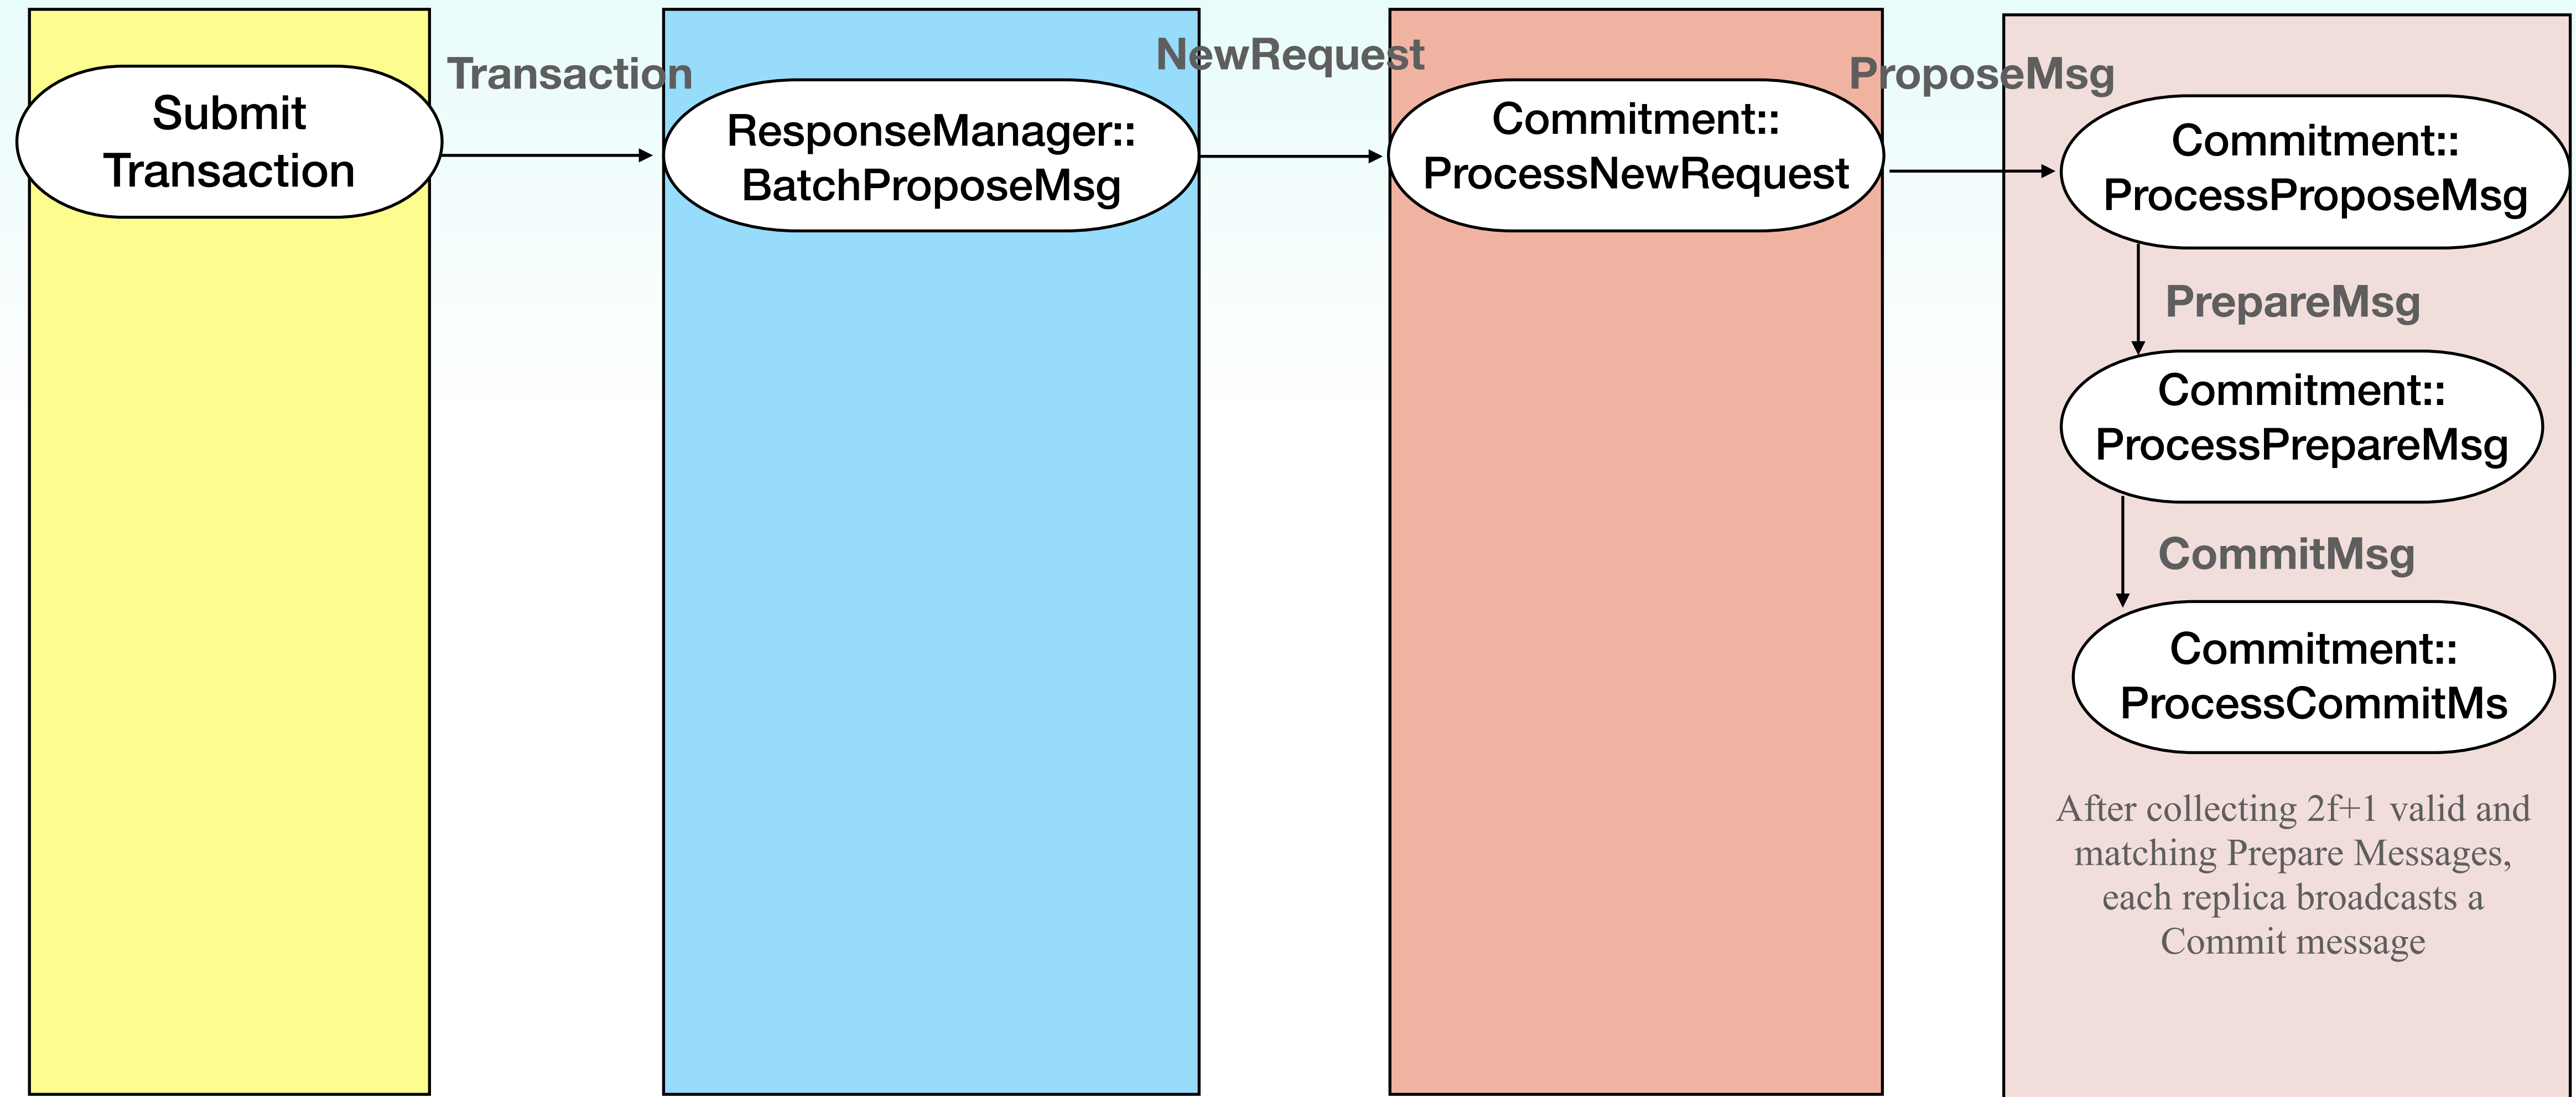 Submit
Transaction
Transaction
ResponseManager::
BatchProposeMsg
NewRequest
Commitment::
ProcessNewRequest
ProposeMsg
Commitment::
ProcessProposeMsg
PrepareMsg
Commitment::
ProcessPrepareMsg
CommitMsg
Commitment::
ProcessCommitMs
After collecting 2f+1 valid and
matching Prepare Messages,
each replica broadcasts a
Commit message